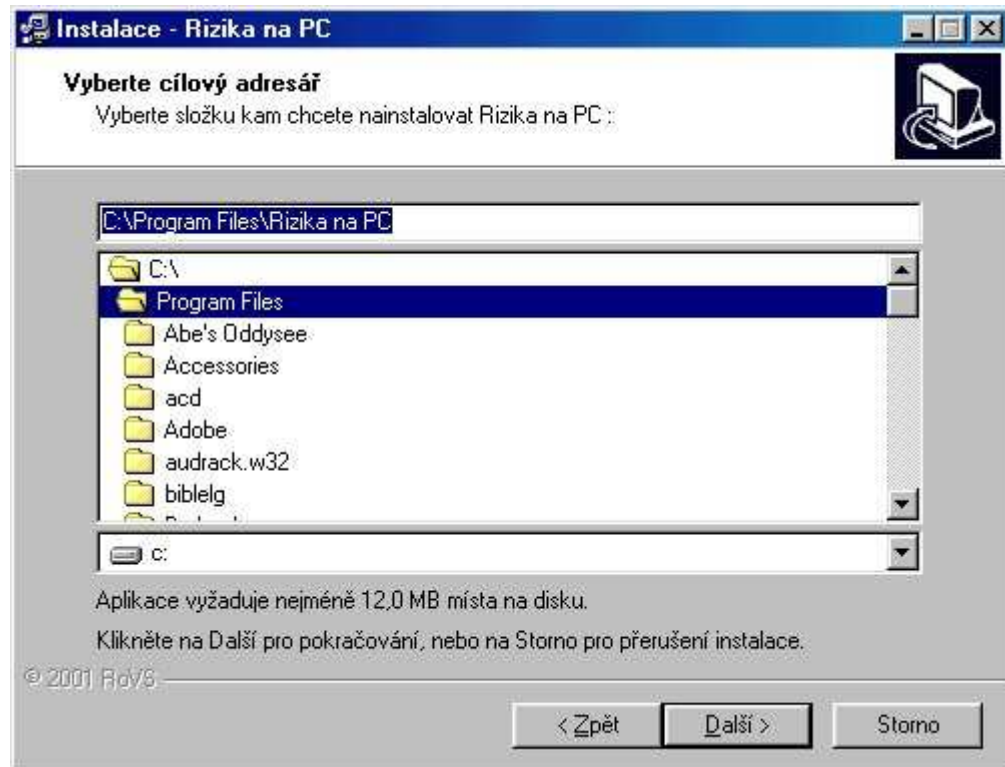 Instalace - Rizika na PC
Vyberte cílový adresář
Vyberte složku kam chcete nainstalovat Rizika na PC :
C:\Program Files\Rizika na PC
C:\
Program Files
Abe's Oddysee
Accessories
acd
Adobe
audrack.w32
biblelg
c:
Aplikace vyžaduje nejméně 12,0 MB místa na disku.
Klikněte na Další pro pokračování, nebo na Storno pro přerušení instalace.
© 2001 RoVS
< Zpět Další > Storno